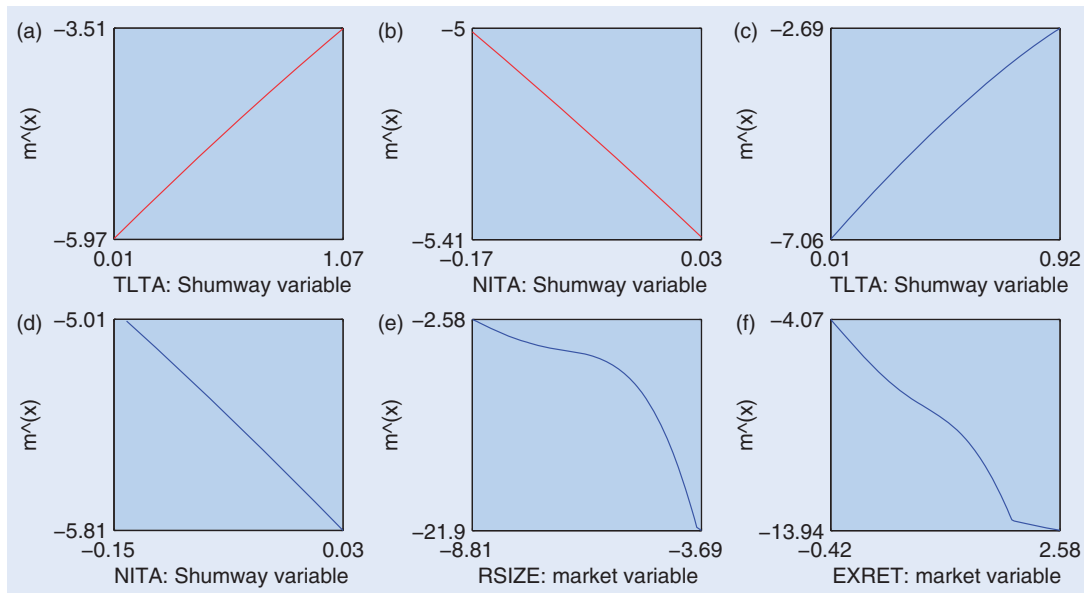 (a) −3.51
m^(x)
−5.97
0.01 1.07
TLTA: Shumway variable
(b) −5
m^(x)
−5.41
−0.17 0.03
NITA: Shumway variable
(c) −2.69
m^(x)
−7.06
0.01 0.92
TLTA: Shumway variable
(d) −5.01
m^(x)
−5.81
−0.15 0.03
NITA: Shumway variable
(e) −2.58
m^(x)
−21.9
−8.81 −3.69
RSIZE: market variable
(f) −4.07
m^(x)
−13.94
−0.42 2.58
EXRET: market variable